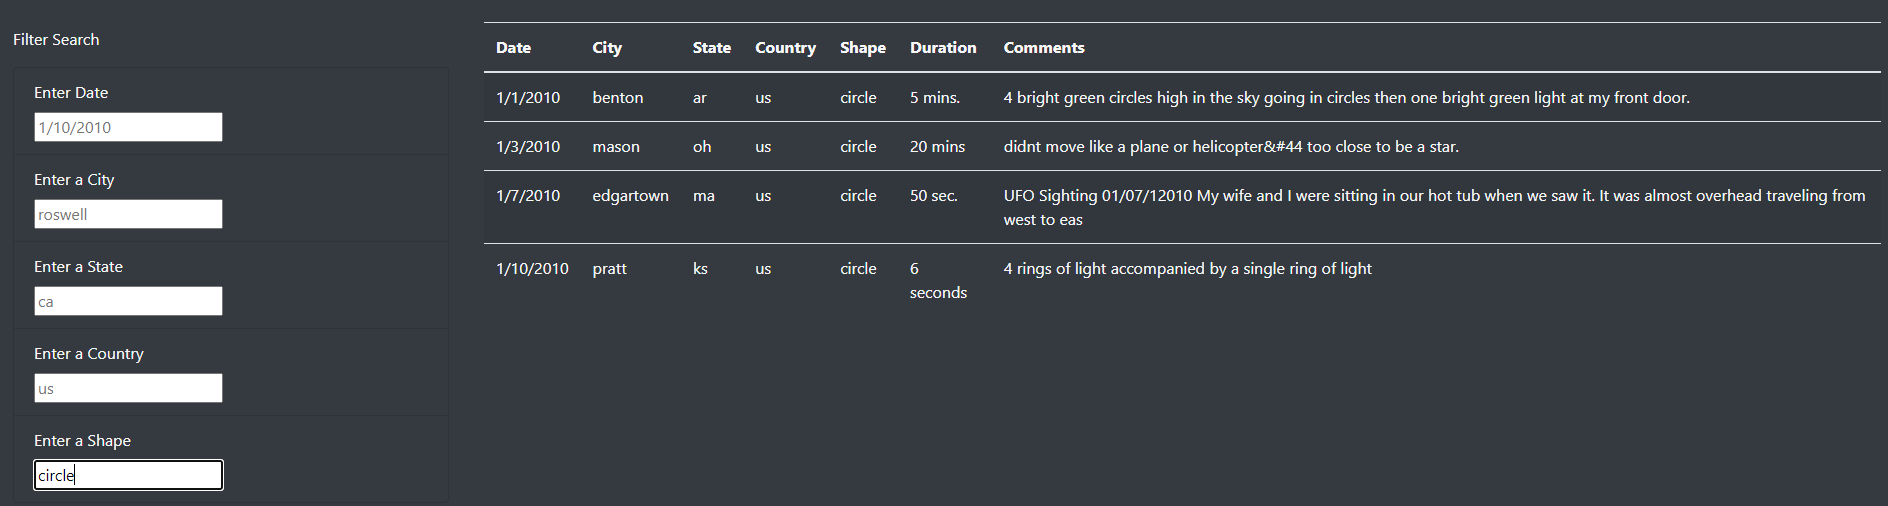 Filter Search
Enter Date
1/10/2010
Enter a City
roswell
Enter a State
ca
Enter a Country
us
Enter a Shape
circle
Date City State Country Shape Duration Comments
1/1/2010 benton ar us circle 5 mins. 4 bright green circles high in the sky going in circles then one bright green light at my front door.
1/3/2010 mason oh us circle 20 mins didnt move like a plane or helicopter&#44 too close to be a star.
1/7/2010 edgartown ma us circle 50 sec. UFO Sighting 01/07/12010 My wife and I were sitting in our hot tub when we saw it. It was almost overhead traveling from
west to eas
1/10/2010 pratt ks us circle 6 4 rings of light accompanied by a single ring of light
seconds